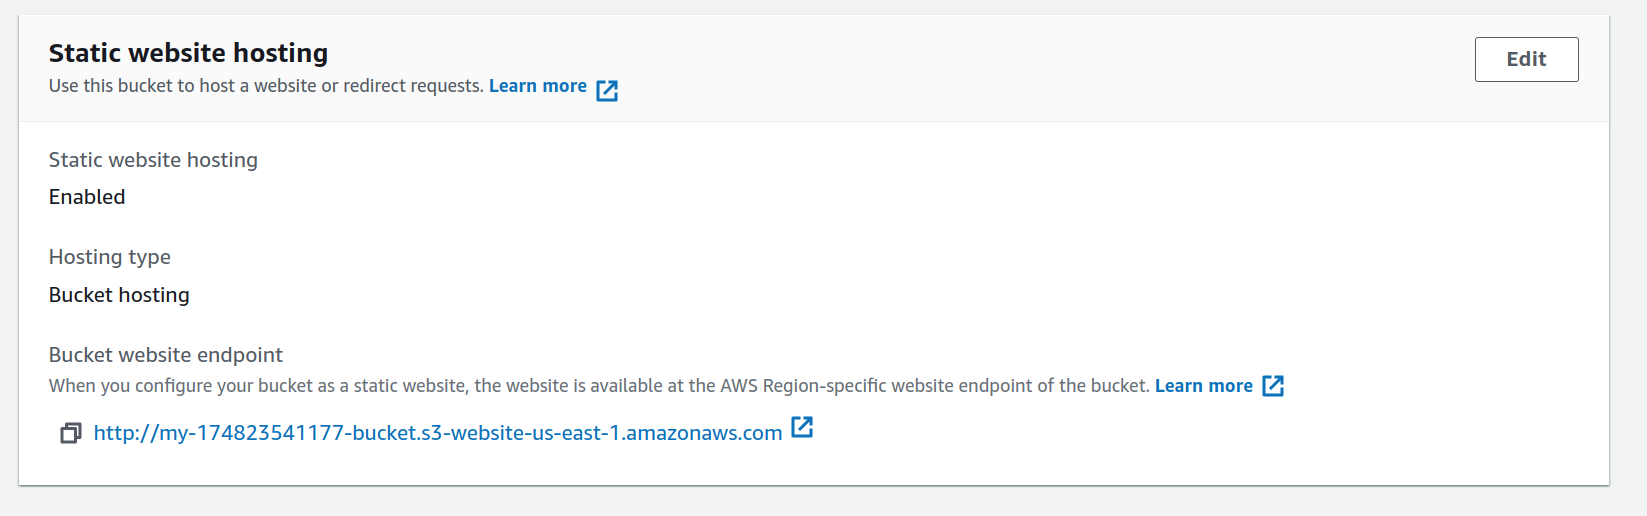 Static website hosting
Edit
Use this bucket to host a website or redirect requests. Learn more
Static website hosting
Enabled
Hosting type
Bucket hosting
Bucket website endpoint
When you configure your bucket as a static website, the website is available at the AWS Region-specific website endpoint of the bucket. Learn more
http://my-174823541177-bucket.s3-website-us-east-1.amazonaws.com